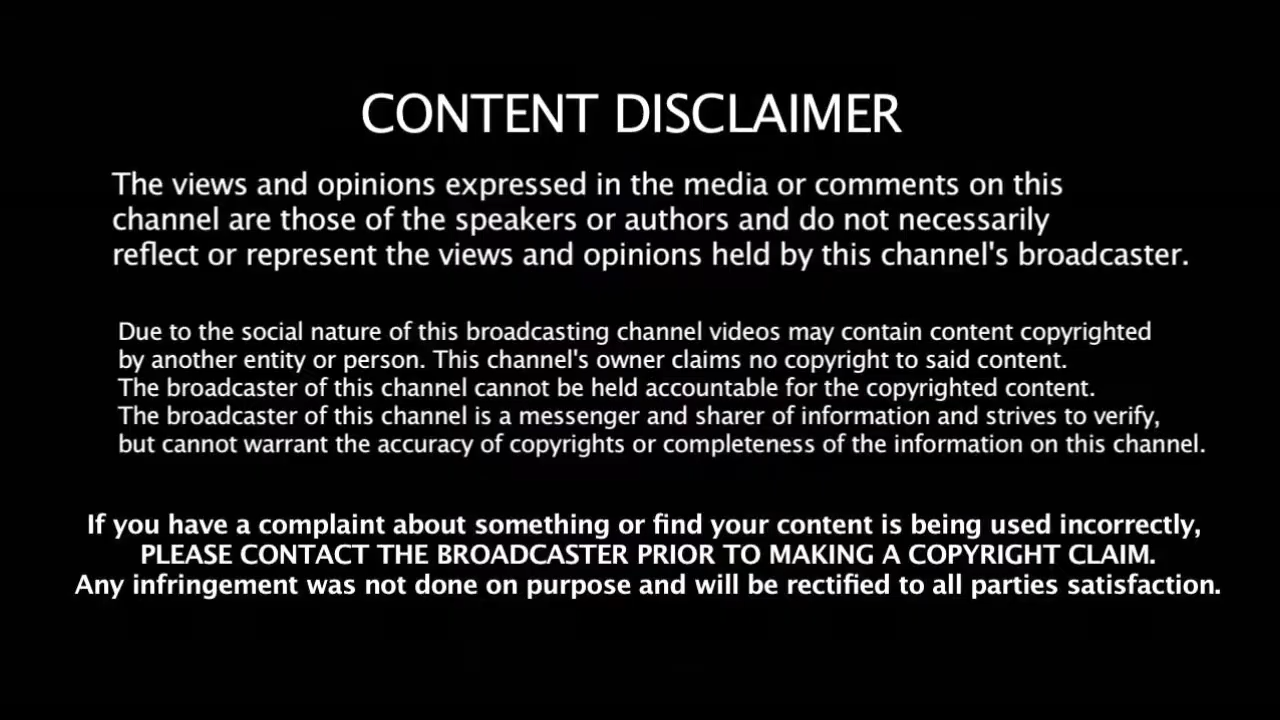 CONTENT DISCLAIMER
The views and opinions expressed in the media or comments on this
channel are those of the speakers or authors and do not necessarily
reflect or represent the views and opinions held by this channel's broadcaster.
Due to the social nature of this broadcasting channel videos may contain content copyrighted
by another entity or person. This channel's owner claims no copyright to said content.
The broadcaster of this channel cannot be held accountable for the copyrighted content.
The broadcaster of this channel is a messenger and sharer of information and strives to verify,
but cannot warrant the accuracy of copyrights or completeness of the information on this channel.
If you have a complaint about something or find your content is being used incorrectly,
PLEASE CONTACT THE BROADCASTER PRIOR TO MAKING A COPYRIGHT CLAIM.
Any infringement was not done on purpose and will be rectified to all parties satisfaction.